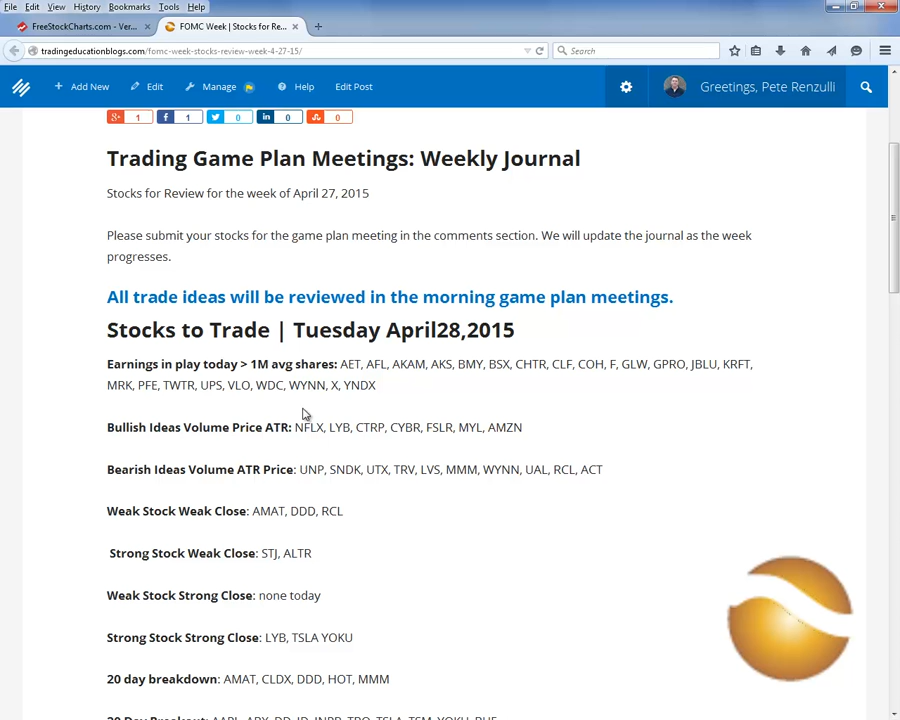 File Edit View History Bookmarks Tools Help
FreeStockCharts.com - Ver... × FOMC Week | Stocks for Re... × +
tradingeducationblogs.com/fomc-week-stocks-review-week-4-27-15/ Search
+ Add New Edit Manage Help Edit Post Greetings, Pete Renzulli
1 1 0 0 0
Trading Game Plan Meetings: Weekly Journal
Stocks for Review for the week of April 27, 2015
Please submit your stocks for the game plan meeting in the comments section. We will update the journal as the week
progresses.
All trade ideas will be reviewed in the morning game plan meetings.
Stocks to Trade | Tuesday April28,2015
Earnings in play today > 1M avg shares: AET, AFL, AKAM, AKS, BMY, BSX, CHTR, CLF, COH, F, GLW, GPRO, JBLU, KRFT,
MRK, PFE, TWTR, UPS, VLO, WDC, WYNN, X, YNDX
Bullish Ideas Volume Price ATR: NFLX, LYB, CTRP, CYBR, FSLR, MYL, AMZN
Bearish Ideas Volume ATR Price: UNP, SNDK, UTX, TRV, LVS, MMM, WYNN, UAL, RCL, ACT
Weak Stock Weak Close: AMAT, DDD, RCL
Strong Stock Weak Close: STJ, ALTR
Weak Stock Strong Close: none today
Strong Stock Strong Close: LYB, TSLA YOKU
20 day breakdown: AMAT, CLDX, DDD, HOT, MMM
20 Day Breakout: AAPL,